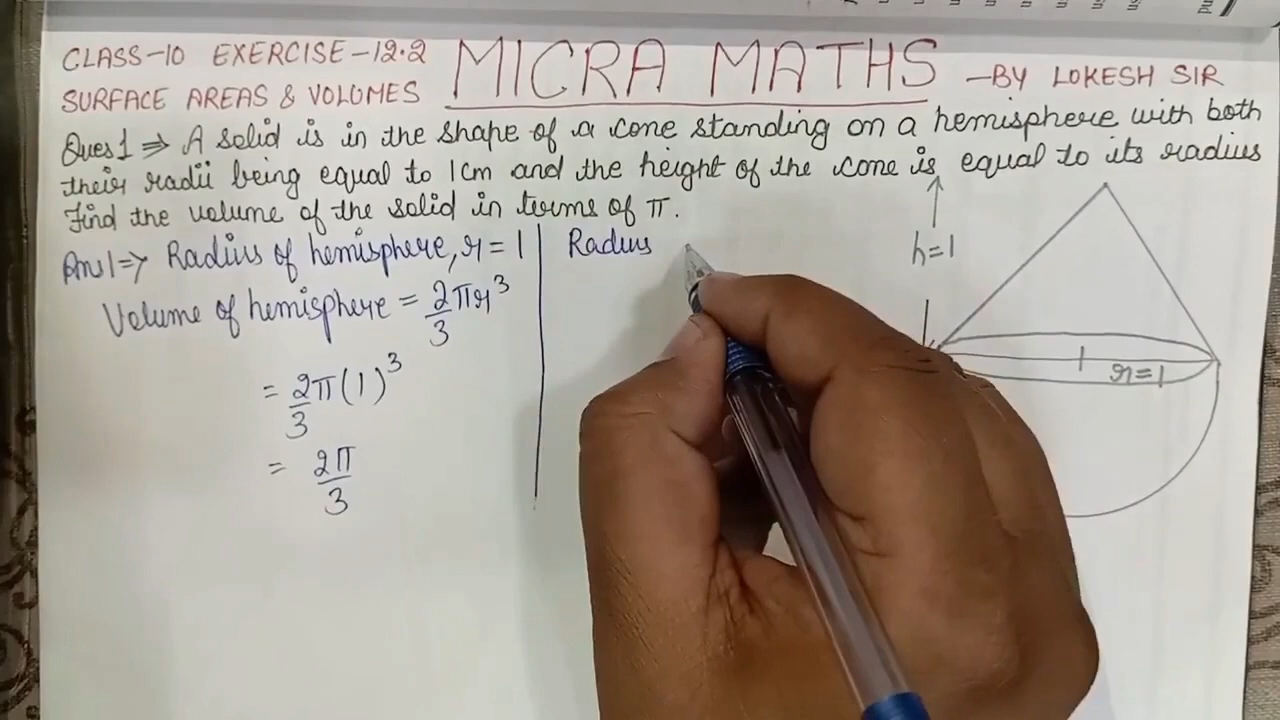 CLASS-10 EXERCISE-12.2
SURFACE AREAS & VOLUMES
MICRA MATHS
-BY LOKESH SIR
Ques1 ⇒ A solid is in the shape of a cone standing on a hemisphere with both
their radii being equal to 1cm and the height of the cone is equal to its radius
Find the volume of the solid in terms of π.
Ans1 => Radius of hemisphere, r = 1
Volume of hemisphere = 2/3 πr³
= 2/3 π(1)³
= 2π/3
Radius
h=1
r=1